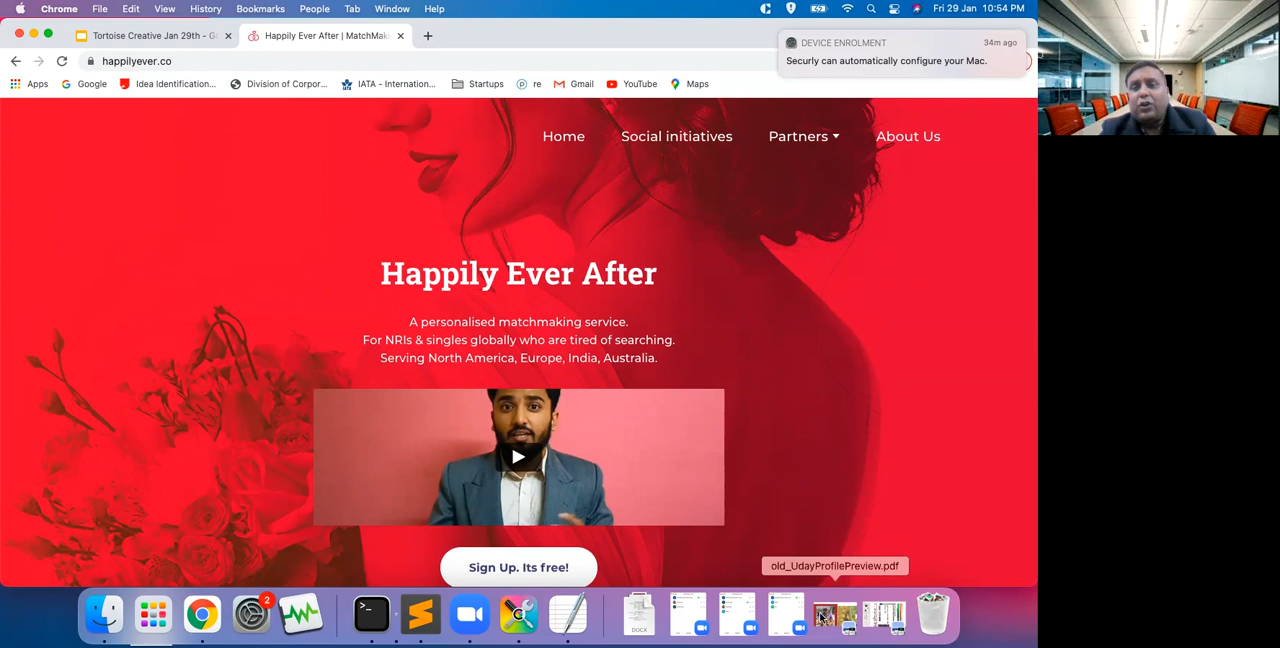 Chrome File Edit View History Bookmarks People Tab Window Help Fri 29 Jan 10:54 PM
Tortoise Creative Jan 29th - Go
Happily Ever After | MatchMak
DEVICE ENROLMENT 34m ago
Securly can automatically configure your Mac.
happilyever.co
Apps Google Idea Identification... Division of Corpor... IATA - Internation... Startups re Gmail YouTube Maps
Home Social initiatives Partners About Us
Happily Ever After
A personalised matchmaking service.
For NRIs & singles globally who are tired of searching.
Serving North America, Europe, India, Australia.
Sign Up. Its free!
old_UdayProfilePreview.pdf
2
DOCX